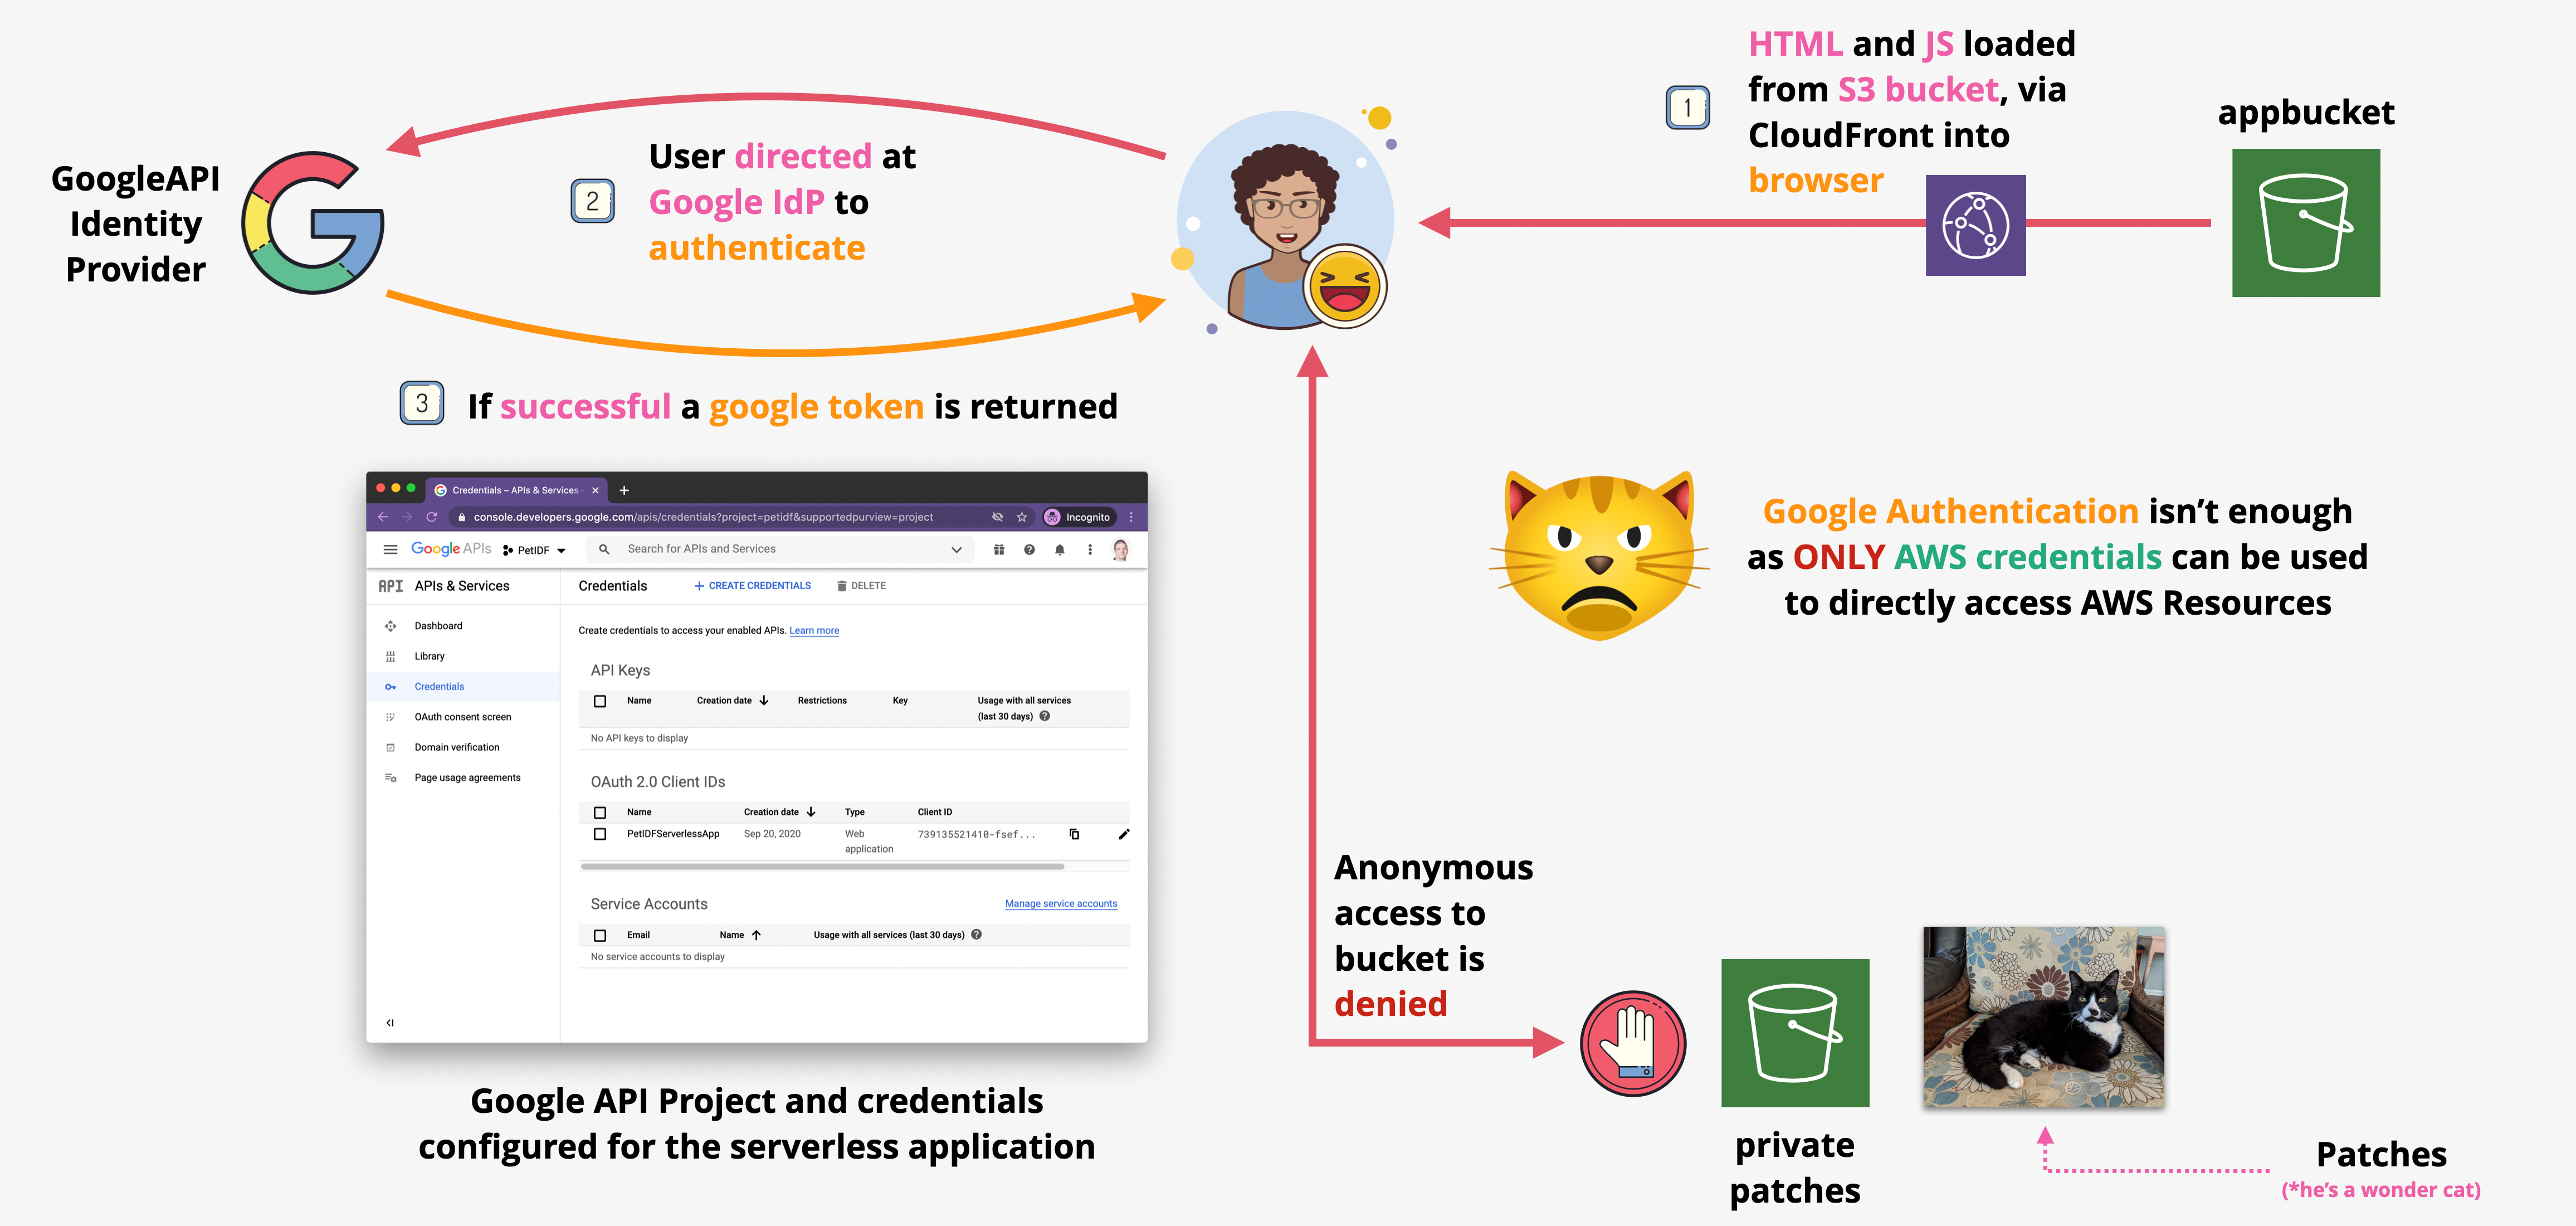 HTML and JS loaded
from S3 bucket, via
CloudFront into
browser
1
appbucket
GoogleAPI
Identity
Provider
2
User directed at
Google IdP to
authenticate
3
If successful a google token is returned
Credentials – APIs & Services -
console.developers.google.com/apis/credentials?project=petidf&supportedpurview=project
Incognito
Google APIs
PetIDF
Search for APIs and Services
API
APIs & Services
Credentials
CREATE CREDENTIALS
DELETE
Dashboard
Library
Credentials
OAuth consent screen
Domain verification
Page usage agreements
Create credentials to access your enabled APIs. Learn more
API Keys
Name Creation date Restrictions Key Usage with all services
(last 30 days)
No API keys to display
OAuth 2.0 Client IDs
Name Creation date Type Client ID
PetIDFServerlessApp Sep 20, 2020 Web
application
739135521410-fsef...
Service Accounts
Manage service accounts
Email Name Usage with all services (last 30 days)
No service accounts to display
Google API Project and credentials
configured for the serverless application
Google Authentication isn't enough
as ONLY AWS credentials can be used
to directly access AWS Resources
Anonymous
access to
bucket is
denied
private
patches
Patches
(*he's a wonder cat)